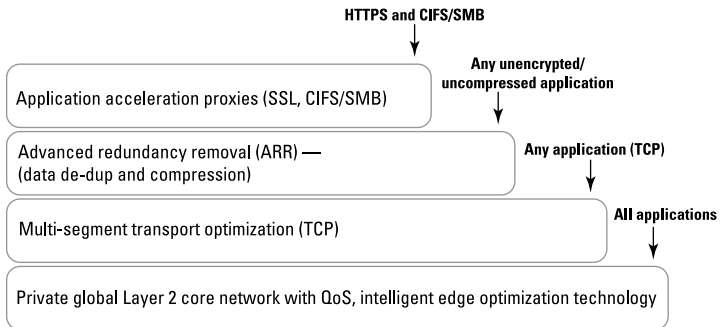 HTTPS and CIFS/SMB
Any unencrypted/
uncompressed application
Application acceleration proxies (SSL, CIFS/SMB)
Advanced redundancy removal (ARR) —
(data de-dup and compression)
Any application (TCP)
Multi-segment transport optimization (TCP)
All applications
Private global Layer 2 core network with QoS, intelligent edge optimization technology